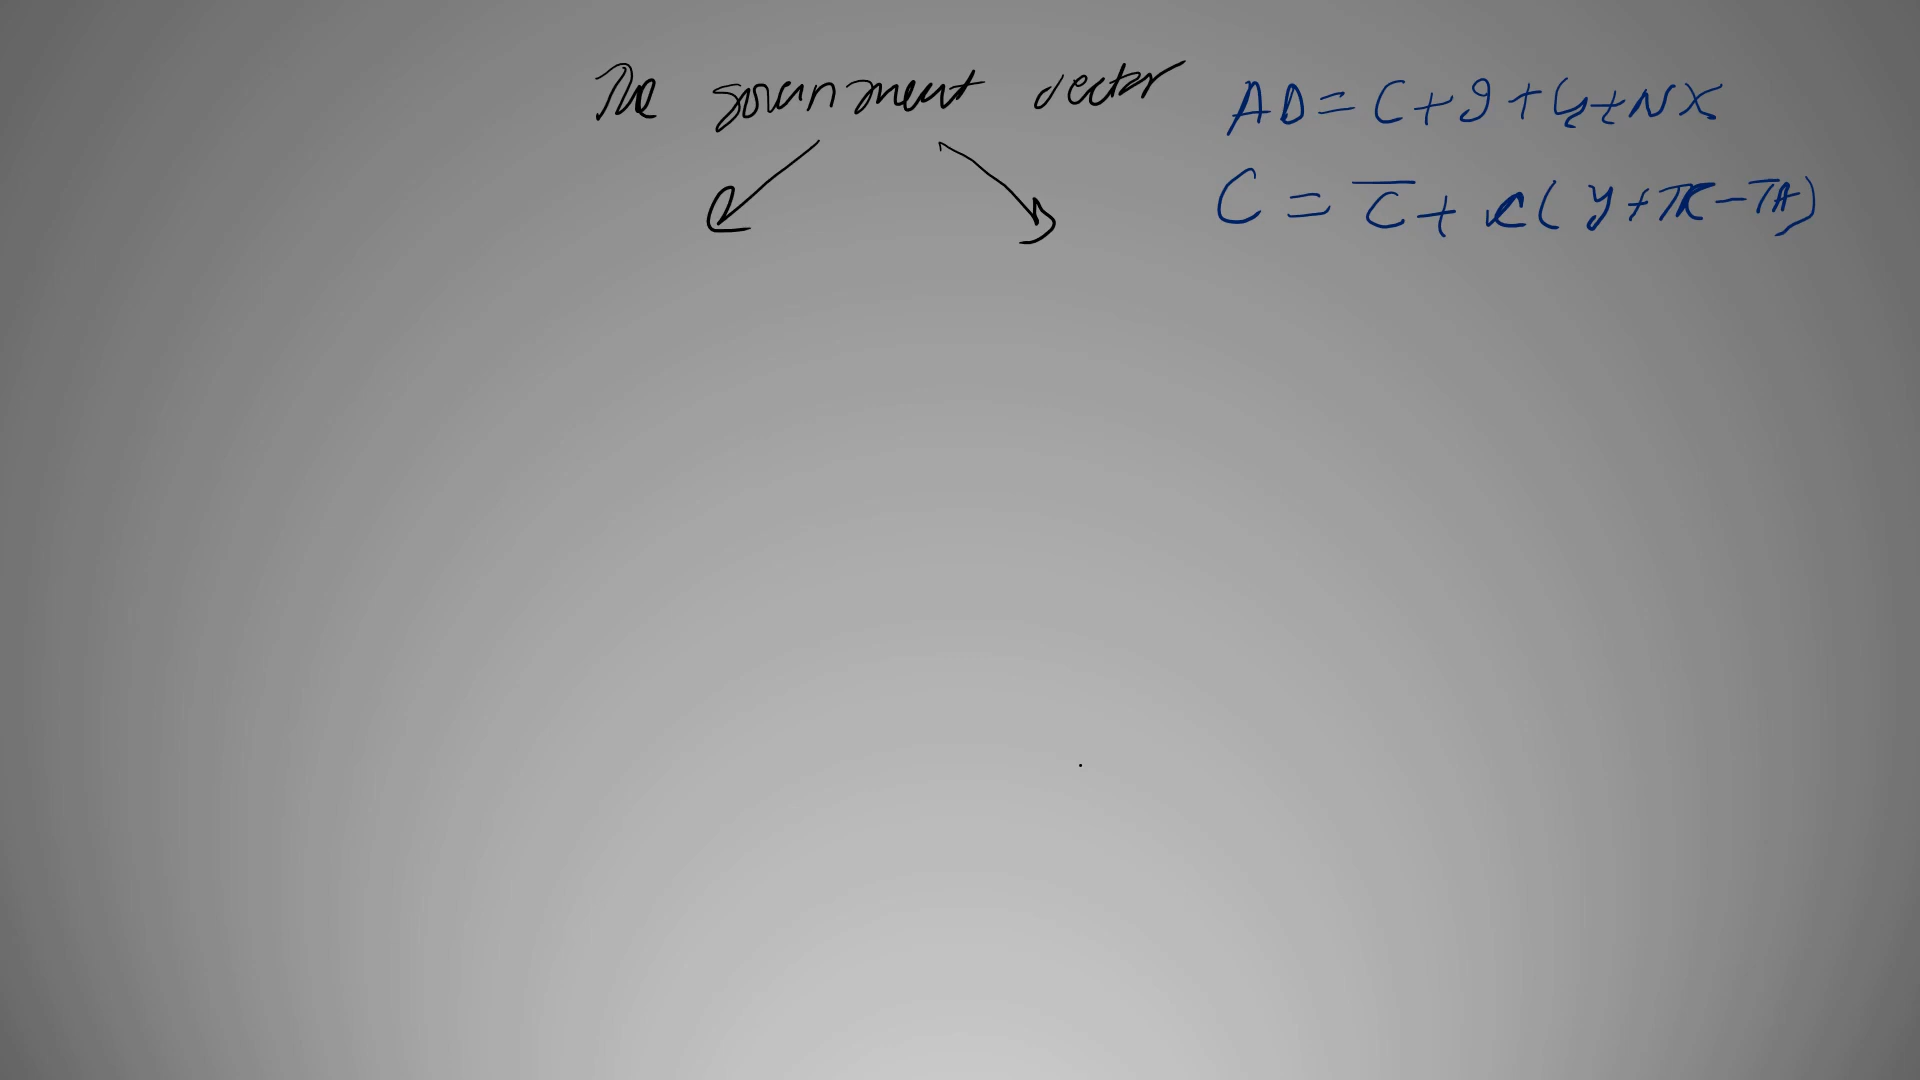 The government sector
AD = C + I + G + NX
C = C̅ + c( Y + TR - TA)